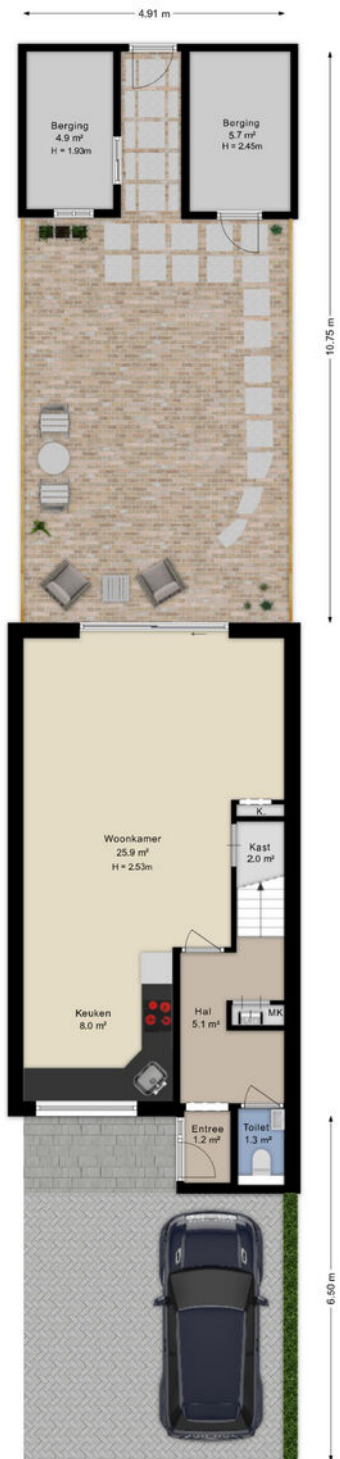 4.91 m
Berging
4.9 m²
H = 1.93m
Berging
5.7 m²
H = 2.45m
10.75 m
K.
Woonkamer
25.9 m²
H = 2.53m
Kast
2.0 m²
Keuken
8.0 m²
Hal
5.1 m²
MK
Entree
1.2 m²
Toilet
1.3 m²
6.50 m